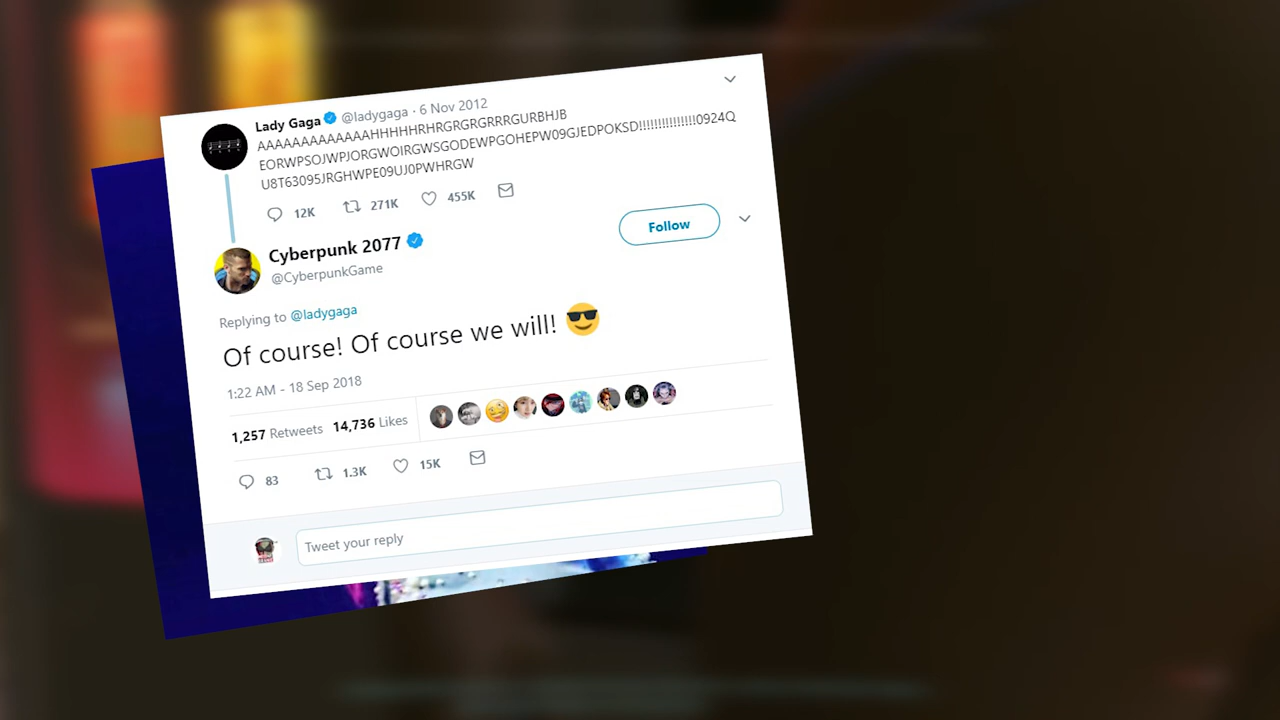 Lady Gaga @ladygaga · 6 Nov 2012
AAAAAAAAAAAAAHHHHHRHRGRGRGRRRGURBHJB
EORWPSOJWPJORGWOIRGWSGODEWPGOHEPW09GJEDPOKSD!!!!!!!!!!!!!!!0924Q
U8T63095JRGHWPE09UJ0PWHRGW
12K 271K 455K
Cyberpunk 2077
@CyberpunkGame
Follow
Replying to @ladygaga
Of course! Of course we will! 😎
1:22 AM - 18 Sep 2018
1,257 Retweets 14,736 Likes
83 1.3K 15K
Tweet your reply